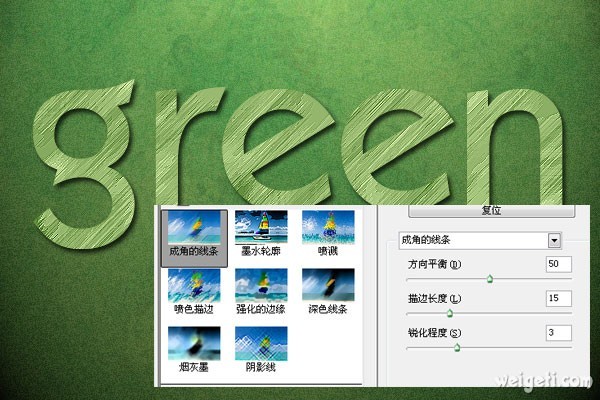 green
复位
成角的线条
墨水轮廓
喷溅
成角的线条
方向平衡(D)
50
喷色描边
强化的边缘
深色线条
描边长度(L)
15
烟灰墨
阴影线
锐化程度(S)
3
weigeti.com